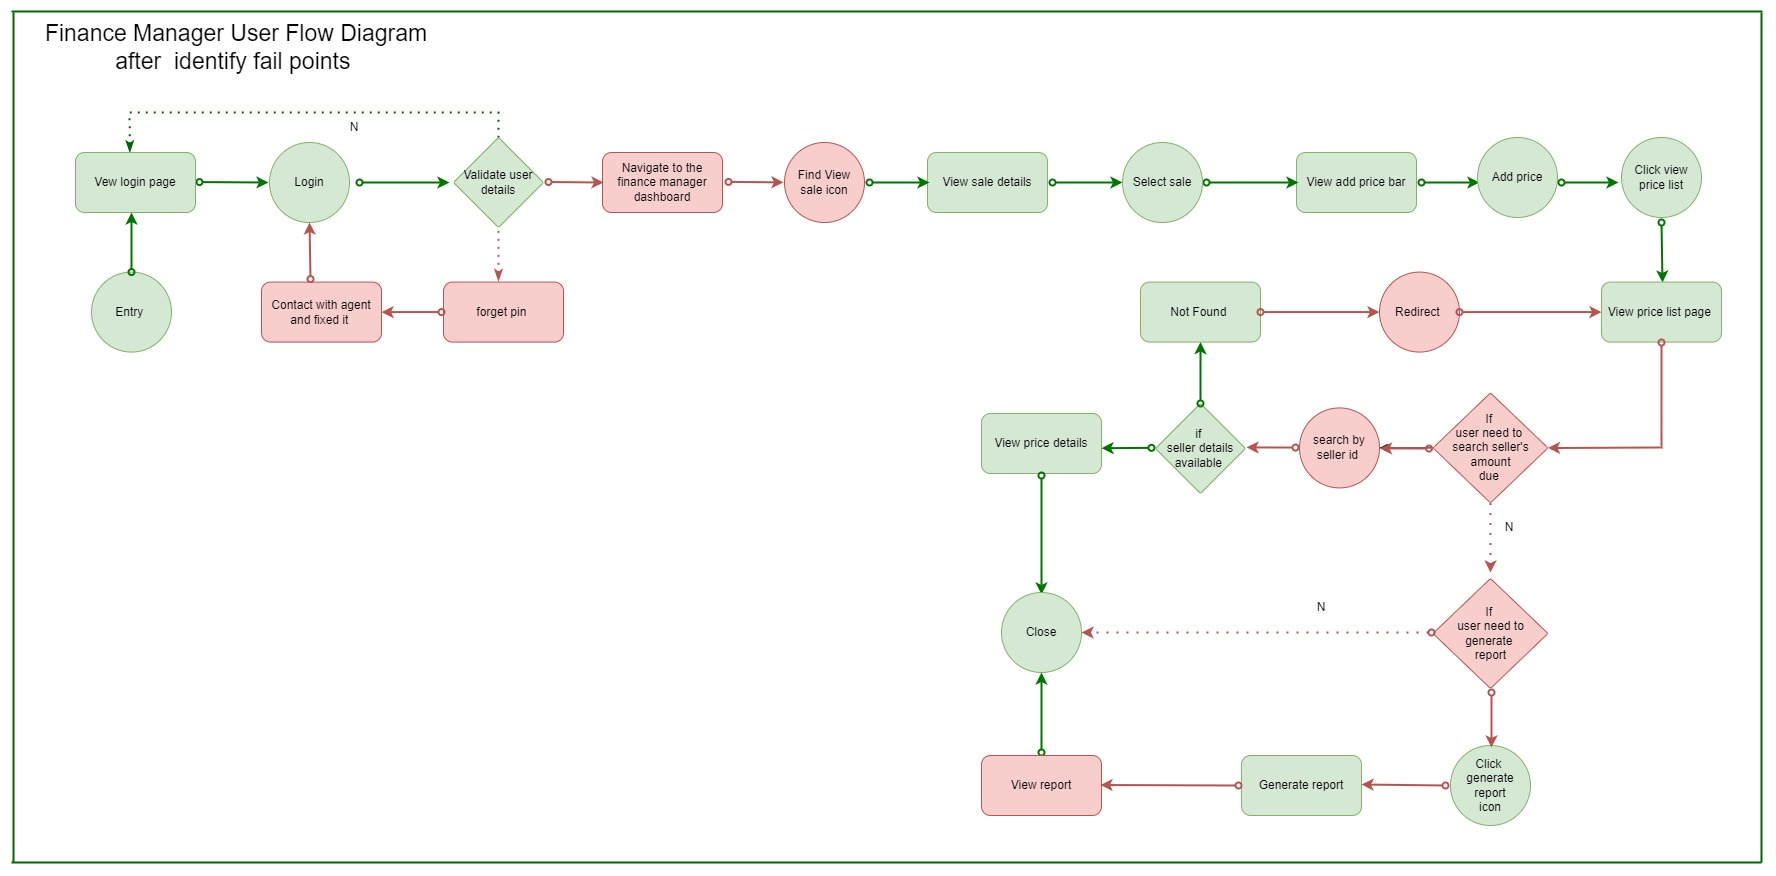 Finance Manager User Flow Diagram
after  identify fail points
N
Vew login page
Login
Validate user
details
Navigate to the
finance manager
dashboard
Find View
sale icon
View sale details
Select sale
View add price bar
Add price
Click view
price list
Entry
Contact with agent
and fixed it
forget pin
Not Found
Redirect
View price list page
View price details
if
seller details
available
search by
seller id
If
user need to
search seller's
amount
due
N
Close
N
If
user need to
generate
report
View report
Generate report
Click
generate
report
icon